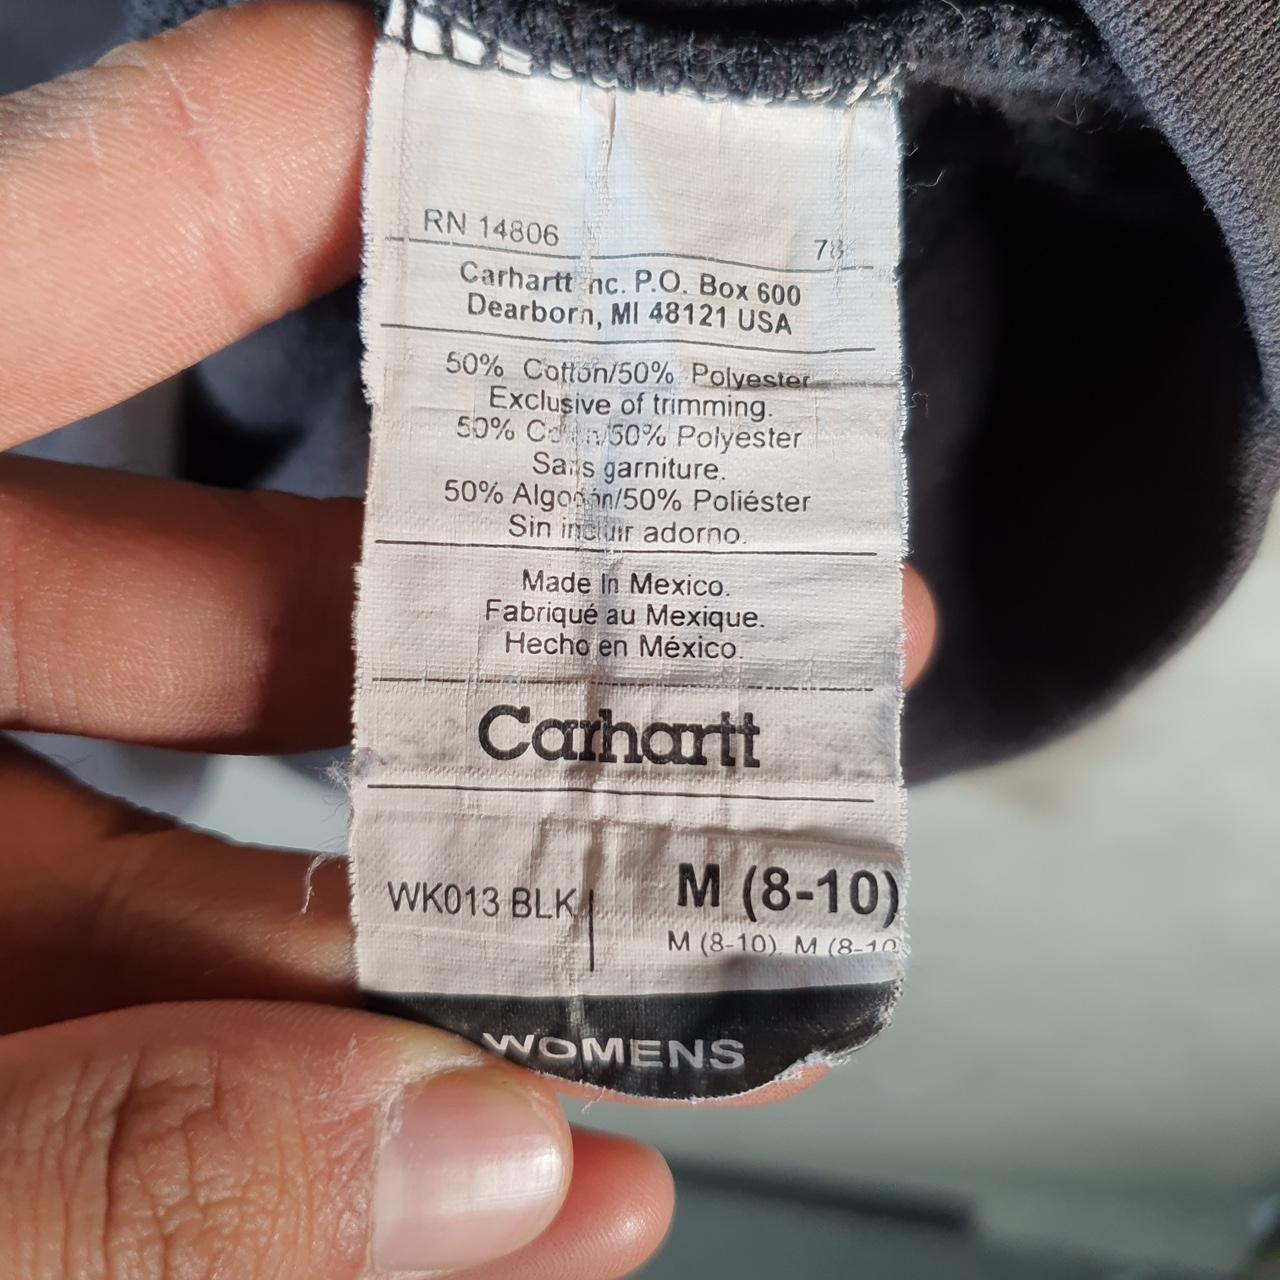 RN 14806
Carhartt Inc. P.O. Box 600
Dearborn, MI 48121 USA
50% Cotton/50% Polyester
Exclusive of trimming.
50% Coton/50% Polyester
Sans garniture.
50% Algodón/50% Poliéster
Sin incluir adorno.
Made In Mexico.
Fabriqué au Mexique.
Hecho en México.
Carhartt
WK013 BLK
M (8-10)
M (8-10). M (8-10
WOMENS